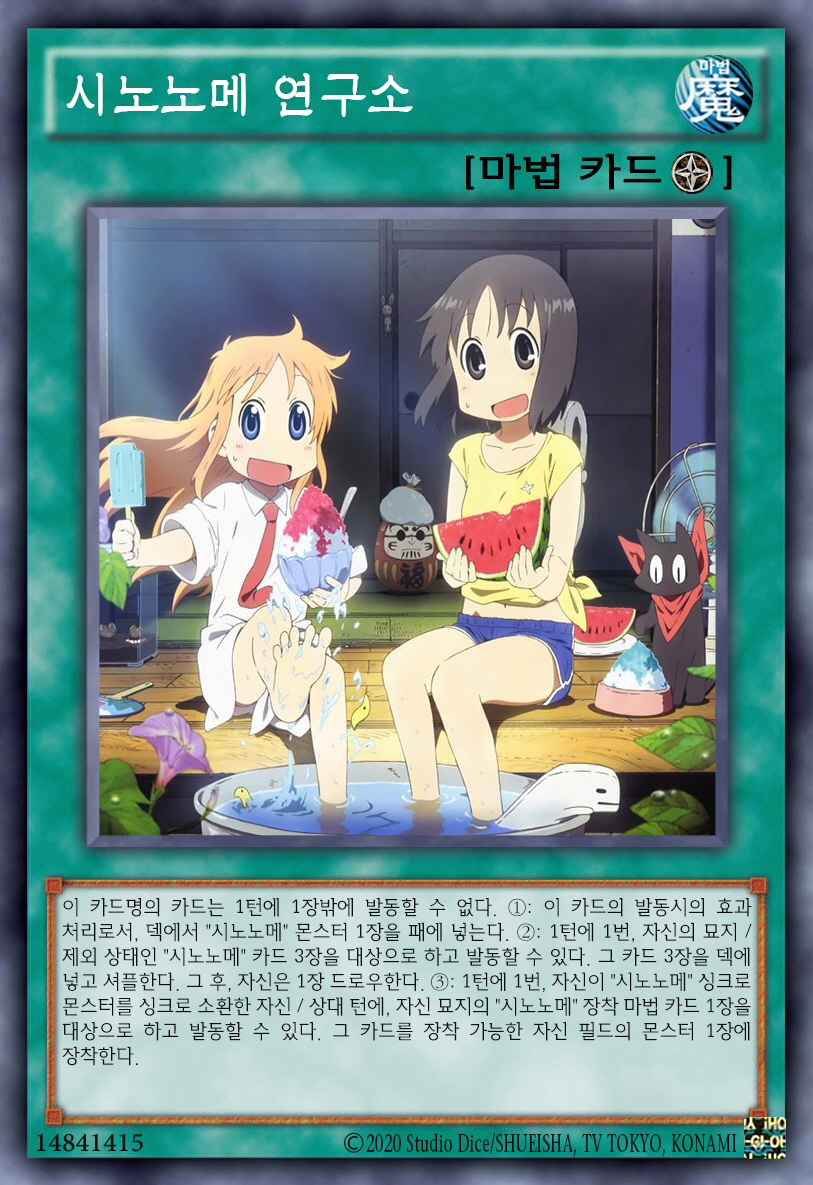 시노노메 연구소
마법
魔
[마법 카드]
福
이 카드명의 카드는 1턴에 1장밖에 발동할 수 없다. ①: 이 카드의 발동시의 효과
처리로서, 덱에서 "시노노메" 몬스터 1장을 패에 넣는다. ②: 1턴에 1번, 자신의 묘지 /
제외 상태인 "시노노메" 카드 3장을 대상으로 하고 발동할 수 있다. 그 카드 3장을 덱에
넣고 셔플한다. 그 후, 자신은 1장 드로우한다. ③: 1턴에 1번, 자신이 "시노노메" 싱크로
몬스터를 싱크로 소환한 자신 / 상대 턴에, 자신 묘지의 "시노노메" 장착 마법 카드 1장을
대상으로 하고 발동할 수 있다. 그 카드를 장착 가능한 자신 필드의 몬스터 1장에
장착한다.
14841415
©2020 Studio Dice/SHUEISHA, TV TOKYO, KONAMI